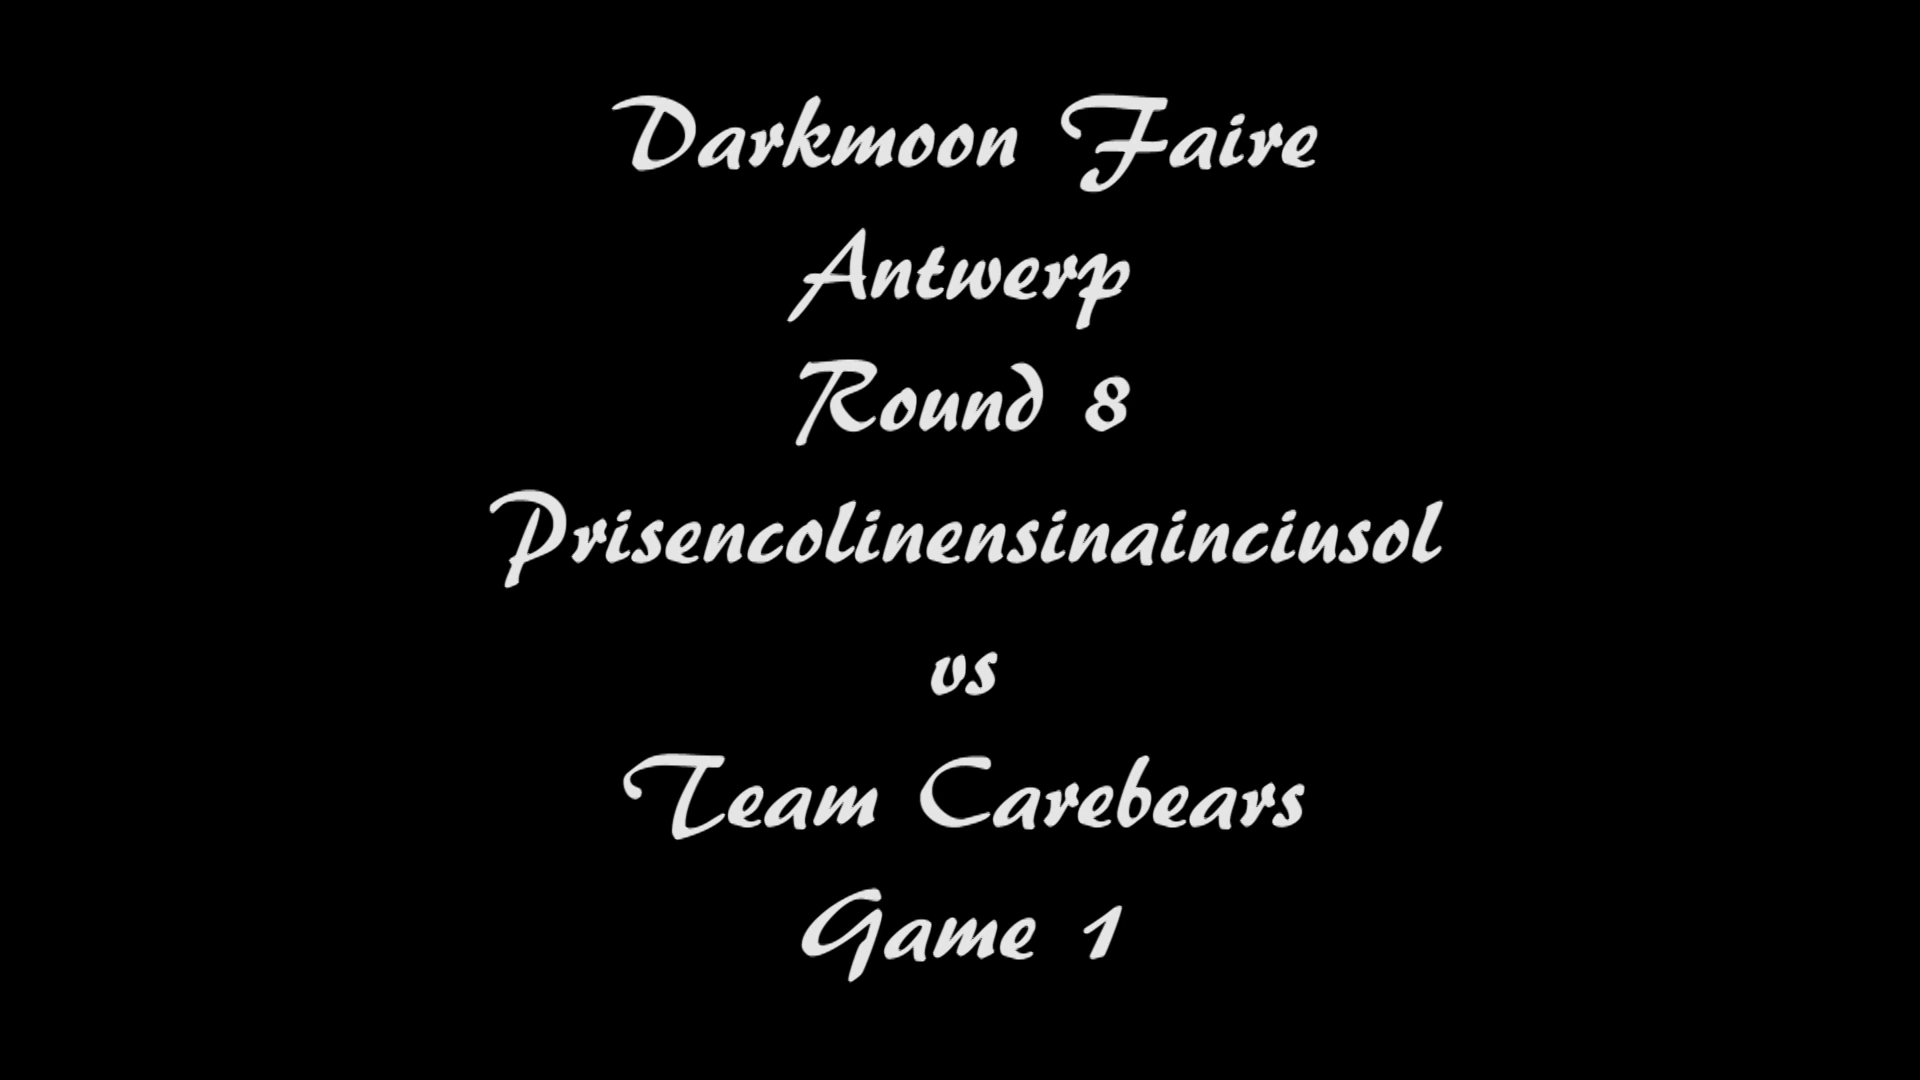 Darkmoon Faire
Antwerp
Round 8
Prisencolinensinainciusol
vs
Team Carebears
Game 1